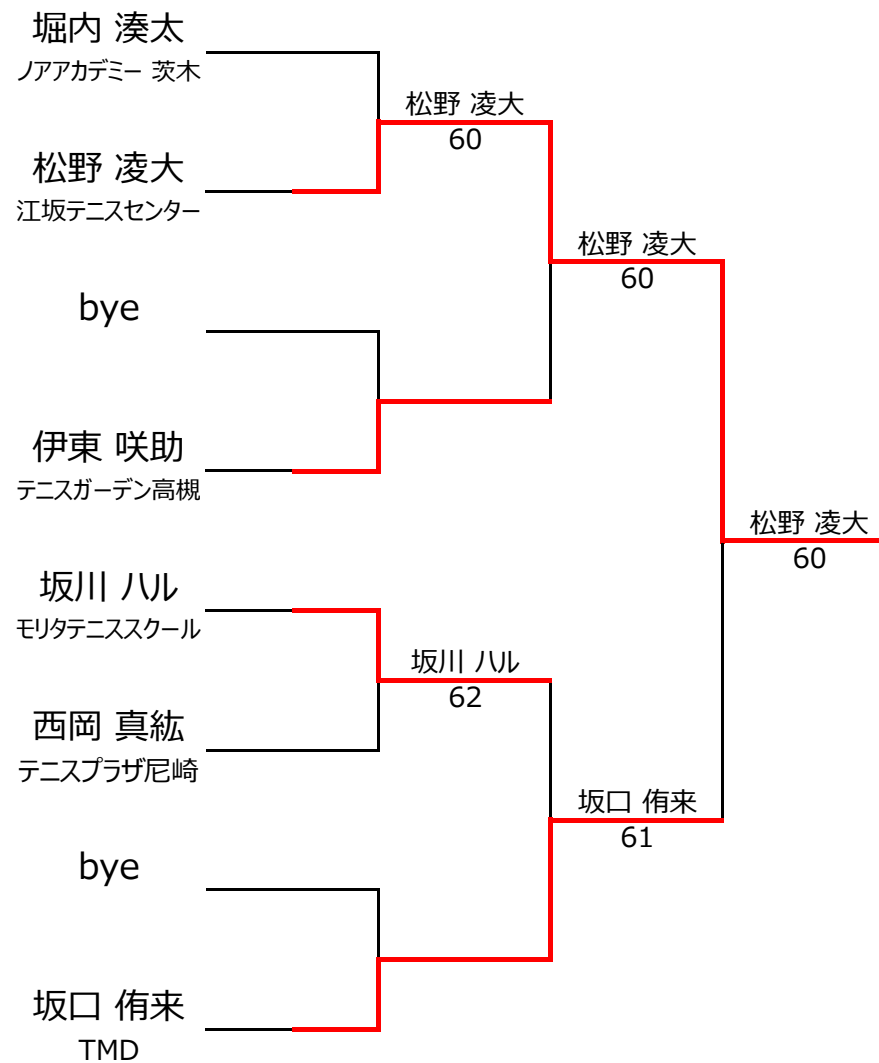 堀内 湊太
ノアアカデミー 茨木
松野 凌大
60
松野 凌大
江坂テニスセンター
松野 凌大
60
bye
伊東 咲助
テニスガーデン高槻
松野 凌大
60
坂川 ハル
モリタテニススクール
坂川 ハル
62
西岡 真紘
テニスプラザ尼崎
坂口 侑来
61
bye
坂口 侑来
TMD